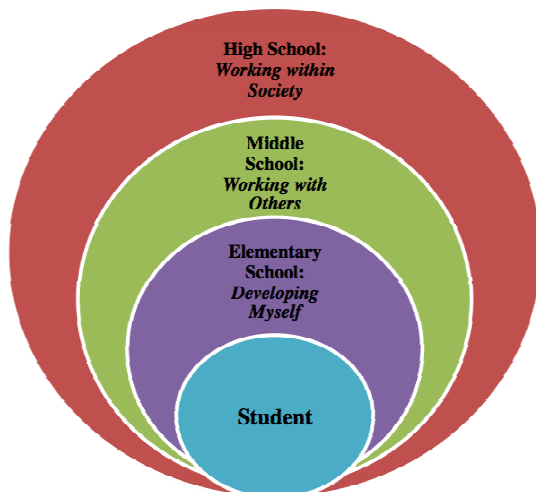 High School:
Working within
Society
Middle
School:
Working with
Others
Elementary
School:
Developing
Myself
Student